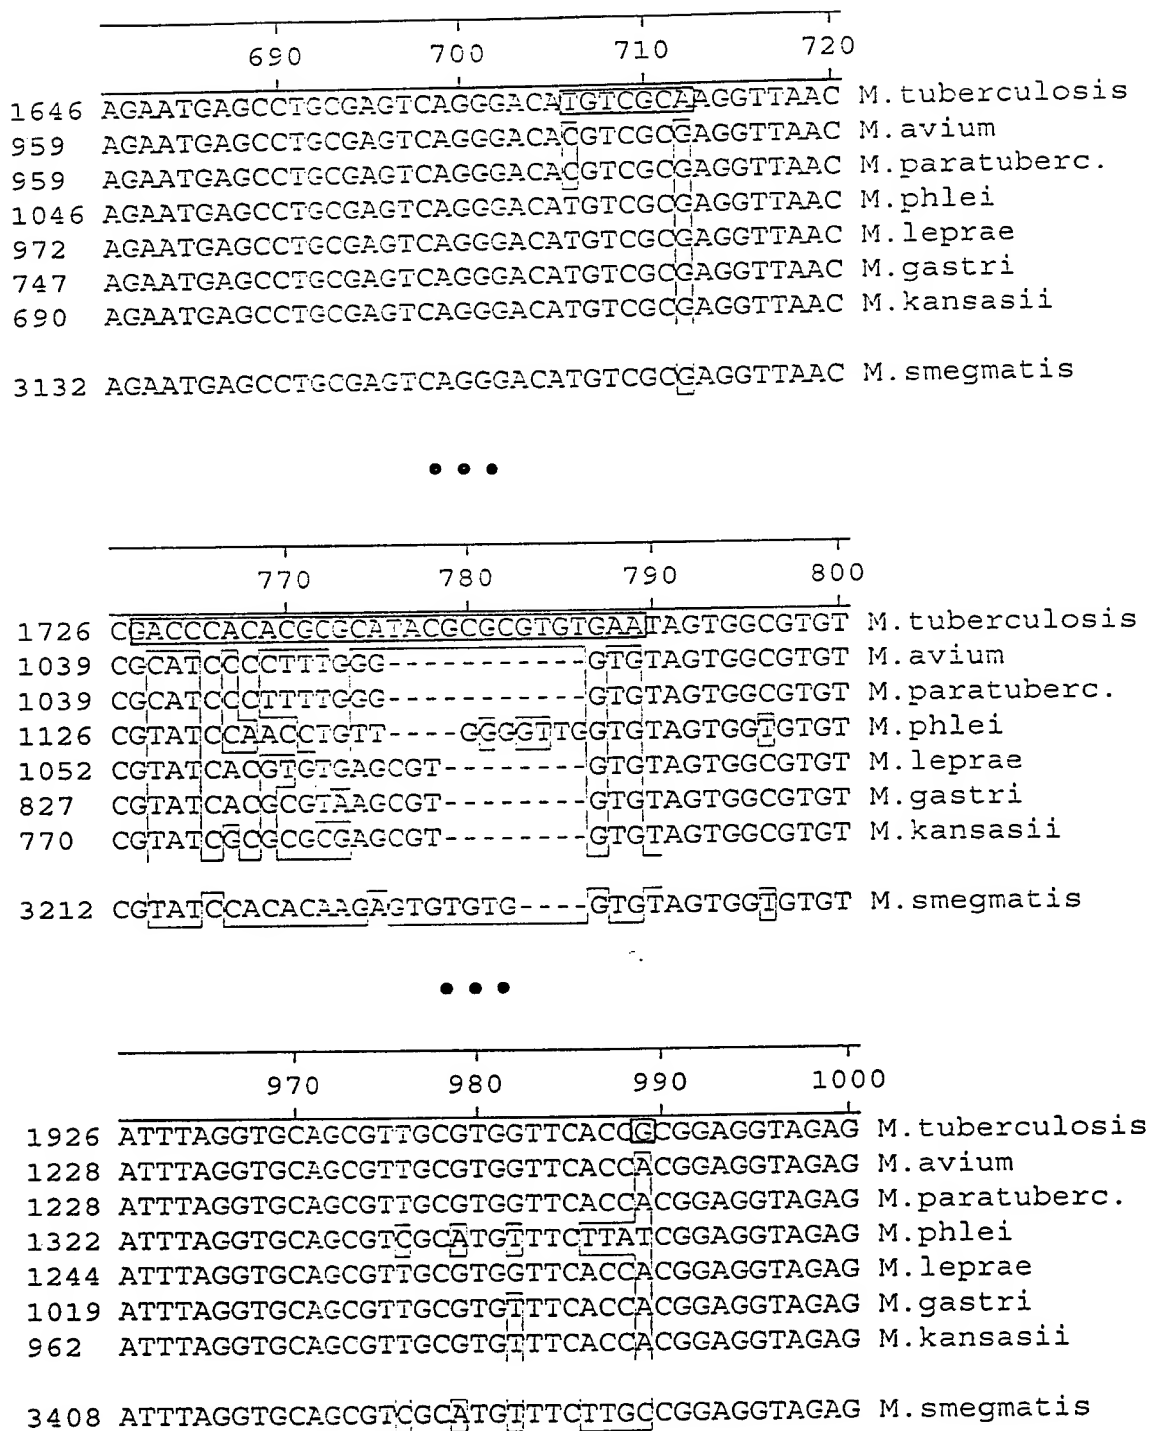 690 700 710 720
1646 AGAATGAGCCTGCGAGTCAGGGACATGTCGCAAGGTTAAC M.tuberculosis
959 AGAATGAGCCTGCGAGTCAGGGACACGTCGCGAGGTTAAC M.avium
959 AGAATGAGCCTGCGAGTCAGGGACACGTCGCGAGGTTAAC M.paratuberc.
1046 AGAATGAGCCTGCGAGTCAGGGACATGTCGCGAGGTTAAC M.phlei
972 AGAATGAGCCTGCGAGTCAGGGACATGTCGCGAGGTTAAC M.leprae
747 AGAATGAGCCTGCGAGTCAGGGACATGTCGCGAGGTTAAC M.gastri
690 AGAATGAGCCTGCGAGTCAGGGACATGTCGCGAGGTTAAC M.kansasii
3132 AGAATGAGCCTGCGAGTCAGGGACATGTCGCGAGGTTAAC M.smegmatis
• • •
770 780 790 800
1726 CGACCCACACGCGCATACGCGCGTGTGAATAGTGGCGTGT M.tuberculosis
1039 CGCATCCCCTTTGGG-----------GTGTAGTGGCGTGT M.avium
1039 CGCATCCCTTTTGGG-----------GTGTAGTGGCGTGT M.paratuberc.
1126 CGTATCCAACCTGTT----GGGGTTGGTGTAGTGGTGTGT M.phlei
1052 CGTATCACGTGTGAGCGT--------GTGTAGTGGCGTGT M.leprae
827 CGTATCACGCGTAAGCGT--------GTGTAGTGGCGTGT M.gastri
770 CGTATCGCGCGCGAGCGT--------GTGTAGTGGCGTGT M.kansasii
3212 CGTATCCACACAAGAGTGTGTG----GTGTAGTGGTGTGT M.smegmatis
• • •
970 980 990 1000
1926 ATTTAGGTGCAGCGTTGCGTGGTTCACCGCGGAGGTAGAG M.tuberculosis
1228 ATTTAGGTGCAGCGTTGCGTGGTTCACCACGGAGGTAGAG M.avium
1228 ATTTAGGTGCAGCGTTGCGTGGTTCACCACGGAGGTAGAG M.paratuberc.
1322 ATTTAGGTGCAGCGTCGCATGTTTCTTATCGGAGGTAGAG M.phlei
1244 ATTTAGGTGCAGCGTTGCGTGGTTCACCACGGAGGTAGAG M.leprae
1019 ATTTAGGTGCAGCGTTGCGTGTTTCACCACGGAGGTAGAG M.gastri
962 ATTTAGGTGCAGCGTTGCGTGTTTCACCACGGAGGTAGAG M.kansasii
3408 ATTTAGGTGCAGCGTCGCATGTTTCTTGCCGGAGGTAGAG M.smegmatis